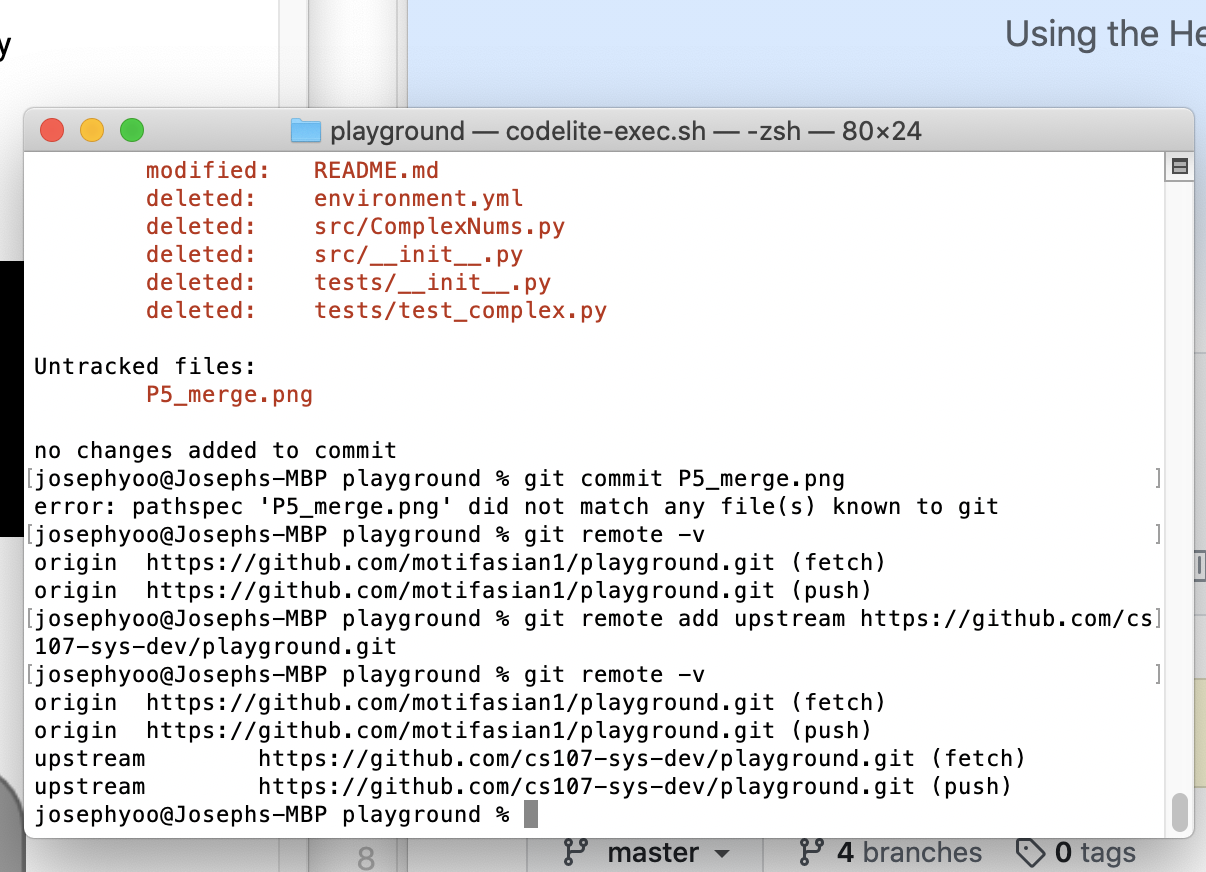 y
Using the He
playground — codelite-exec.sh — -zsh — 80×24
modified:   README.md
deleted:    environment.yml
deleted:    src/ComplexNums.py
deleted:    src/__init__.py
deleted:    tests/__init__.py
deleted:    tests/test_complex.py
Untracked files:
P5_merge.png
no changes added to commit
[josephyoo@Josephs-MBP playground % git commit P5_merge.png ]
error: pathspec 'P5_merge.png' did not match any file(s) known to git
[josephyoo@Josephs-MBP playground % git remote -v ]
origin  https://github.com/motifasian1/playground.git (fetch)
origin  https://github.com/motifasian1/playground.git (push)
[josephyoo@Josephs-MBP playground % git remote add upstream https://github.com/cs]
107-sys-dev/playground.git
[josephyoo@Josephs-MBP playground % git remote -v ]
origin  https://github.com/motifasian1/playground.git (fetch)
origin  https://github.com/motifasian1/playground.git (push)
upstream        https://github.com/cs107-sys-dev/playground.git (fetch)
upstream        https://github.com/cs107-sys-dev/playground.git (push)
josephyoo@Josephs-MBP playground %
8
master
4 branches
0 tags